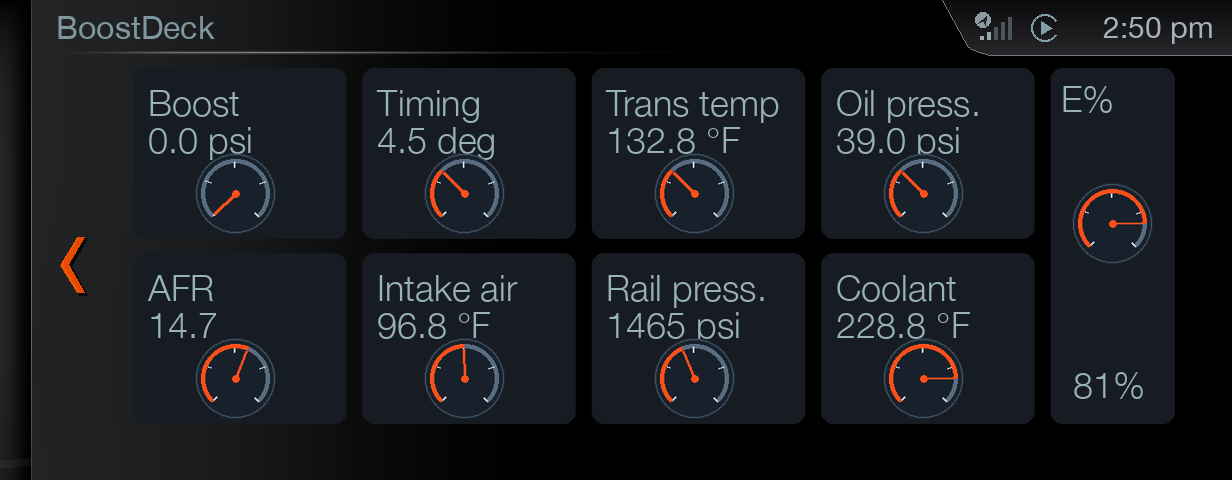 BoostDeck
2:50 pm
Boost
0.0 psi
Timing
4.5 deg
Trans temp
132.8 °F
Oil press.
39.0 psi
E%
81%
AFR
14.7
Intake air
96.8 °F
Rail press.
1465 psi
Coolant
228.8 °F